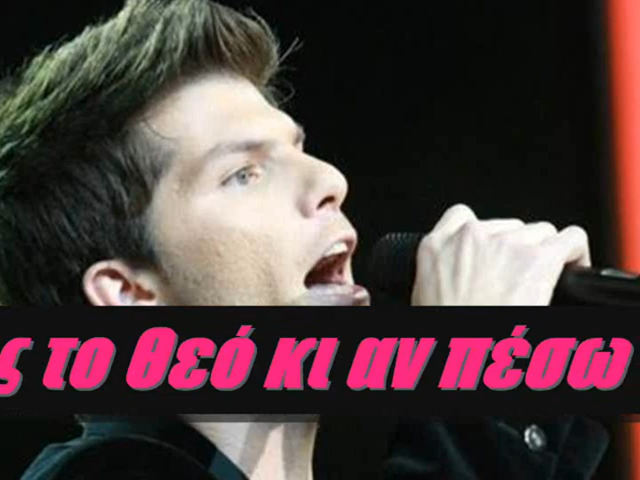 ς το θεό κι αν πέσω